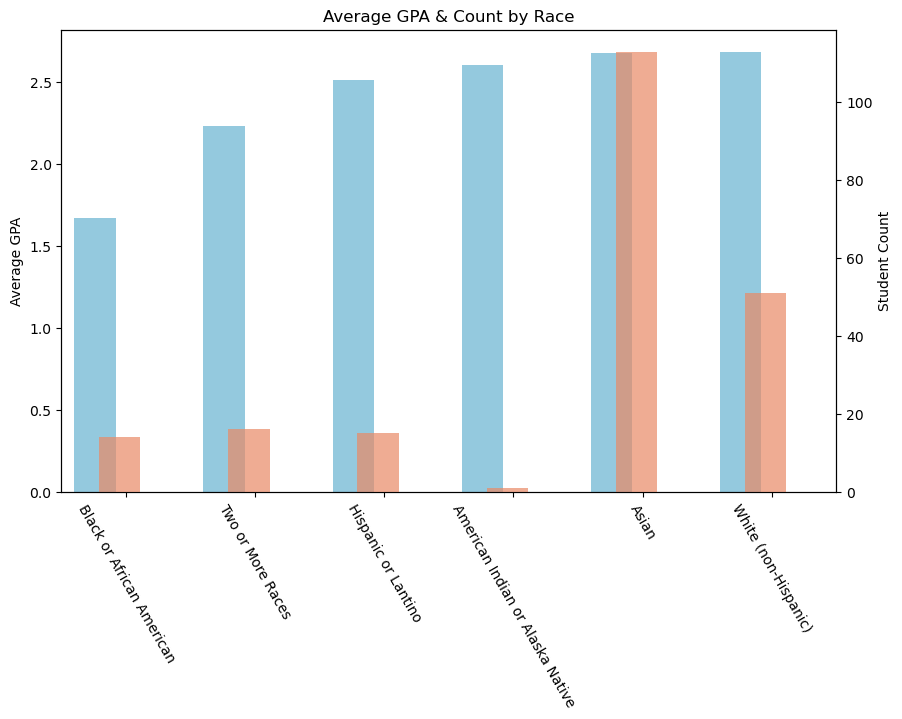 Average GPA & Count by Race
Average GPA
2.5
2.0
1.5
1.0
0.5
0.0
100
80
60
40
20
0
Student Count
Black or African American
Two or More Races
Hispanic or Lantino
American Indian or Alaska Native
Asian
White (non-Hispanic)